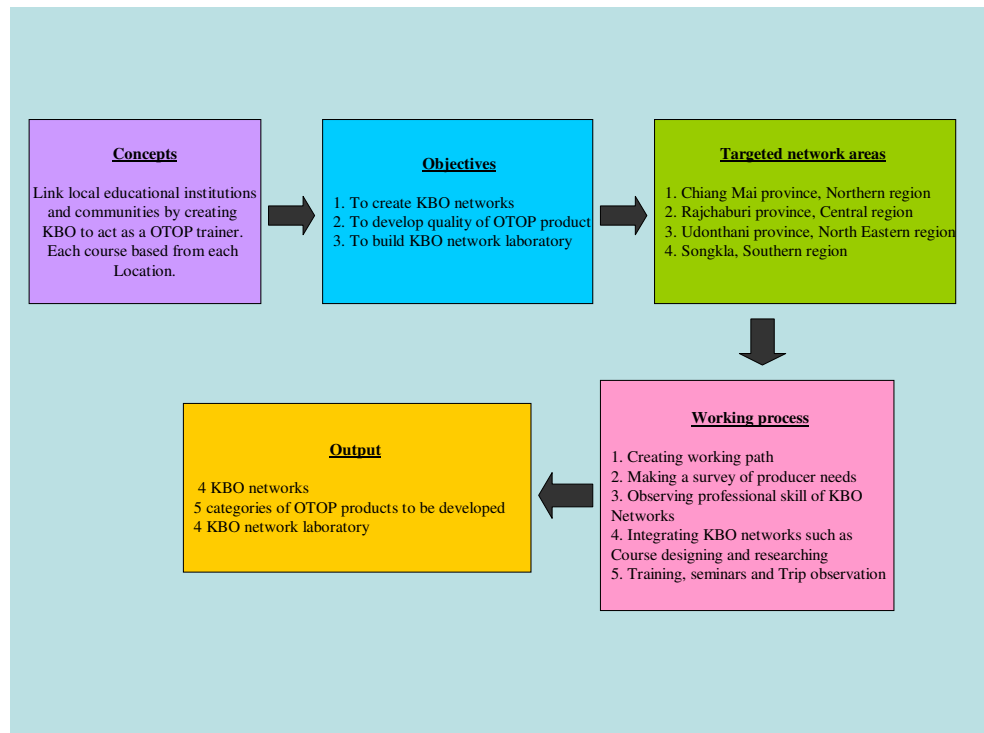 Concepts
Link local educational institutions
and communities by creating
KBO to act as a OTOP trainer.
Each course based from each
Location.
Objectives
1. To create KBO networks
2. To develop quality of OTOP product
3. To build KBO network laboratory
Targeted network areas
1. Chiang Mai province, Northern region
2. Rajchaburi province, Central region
3. Udonthani province, North Eastern region
4. Songkla, Southern region
Working process
1. Creating working path
2. Making a survey of producer needs
3. Observing professional skill of KBO
Networks
4. Integrating KBO networks such as
Course designing and researching
5. Training, seminars and Trip observation
Output
4 KBO networks
5 categories of OTOP products to be developed
4 KBO network laboratory